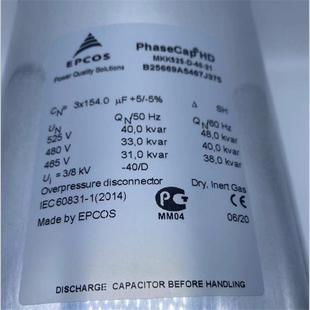 EPCOS
Power Quality Solutions
PhaseCap® HD
MKK525-D-40-21
B25669A5467J375
CN= 3x154.0 µF +5/-5% Δ SH
UN QN/50 Hz QN/60 Hz
525 V 40,0 kvar 48,0 kvar
480 V 33,0 kvar 40,0 kvar
465 V 31,0 kvar 38,0 kvar
Ui = 3/8 kV -40/D
Overpressure disconnector Dry, Inert Gas
IEC 60831-1(2014)
Made by EPCOS
PG
MM04
06/20
DISCHARGE CAPACITOR BEFORE HANDLING